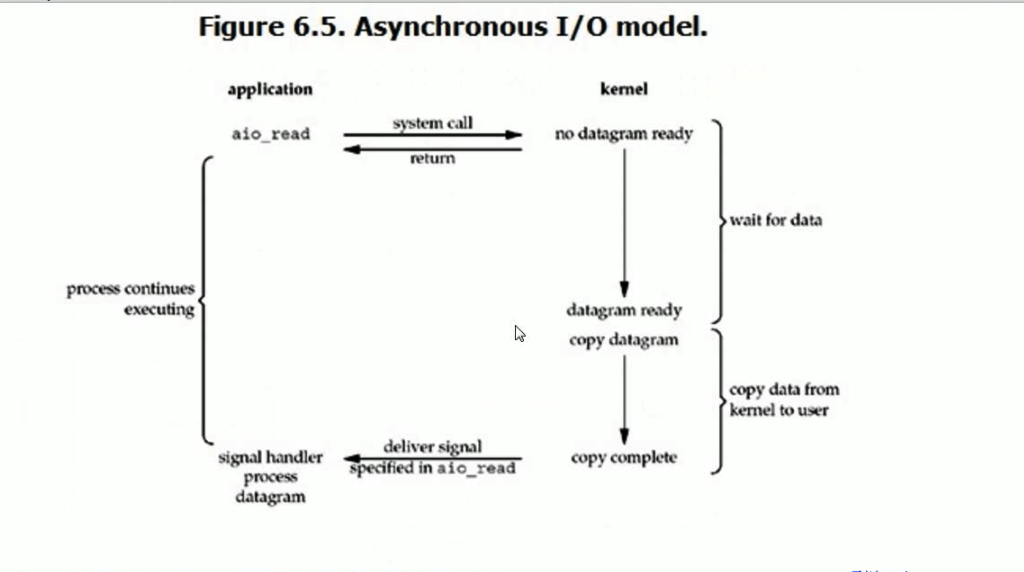 Figure 6.5. Asynchronous I/O model.
application
kernel
aio_read
system call
return
no datagram ready
wait for data
process continues
executing
datagram ready
copy datagram
copy data from
kernel to user
signal handler
process
datagram
deliver signal
specified in aio_read
copy complete